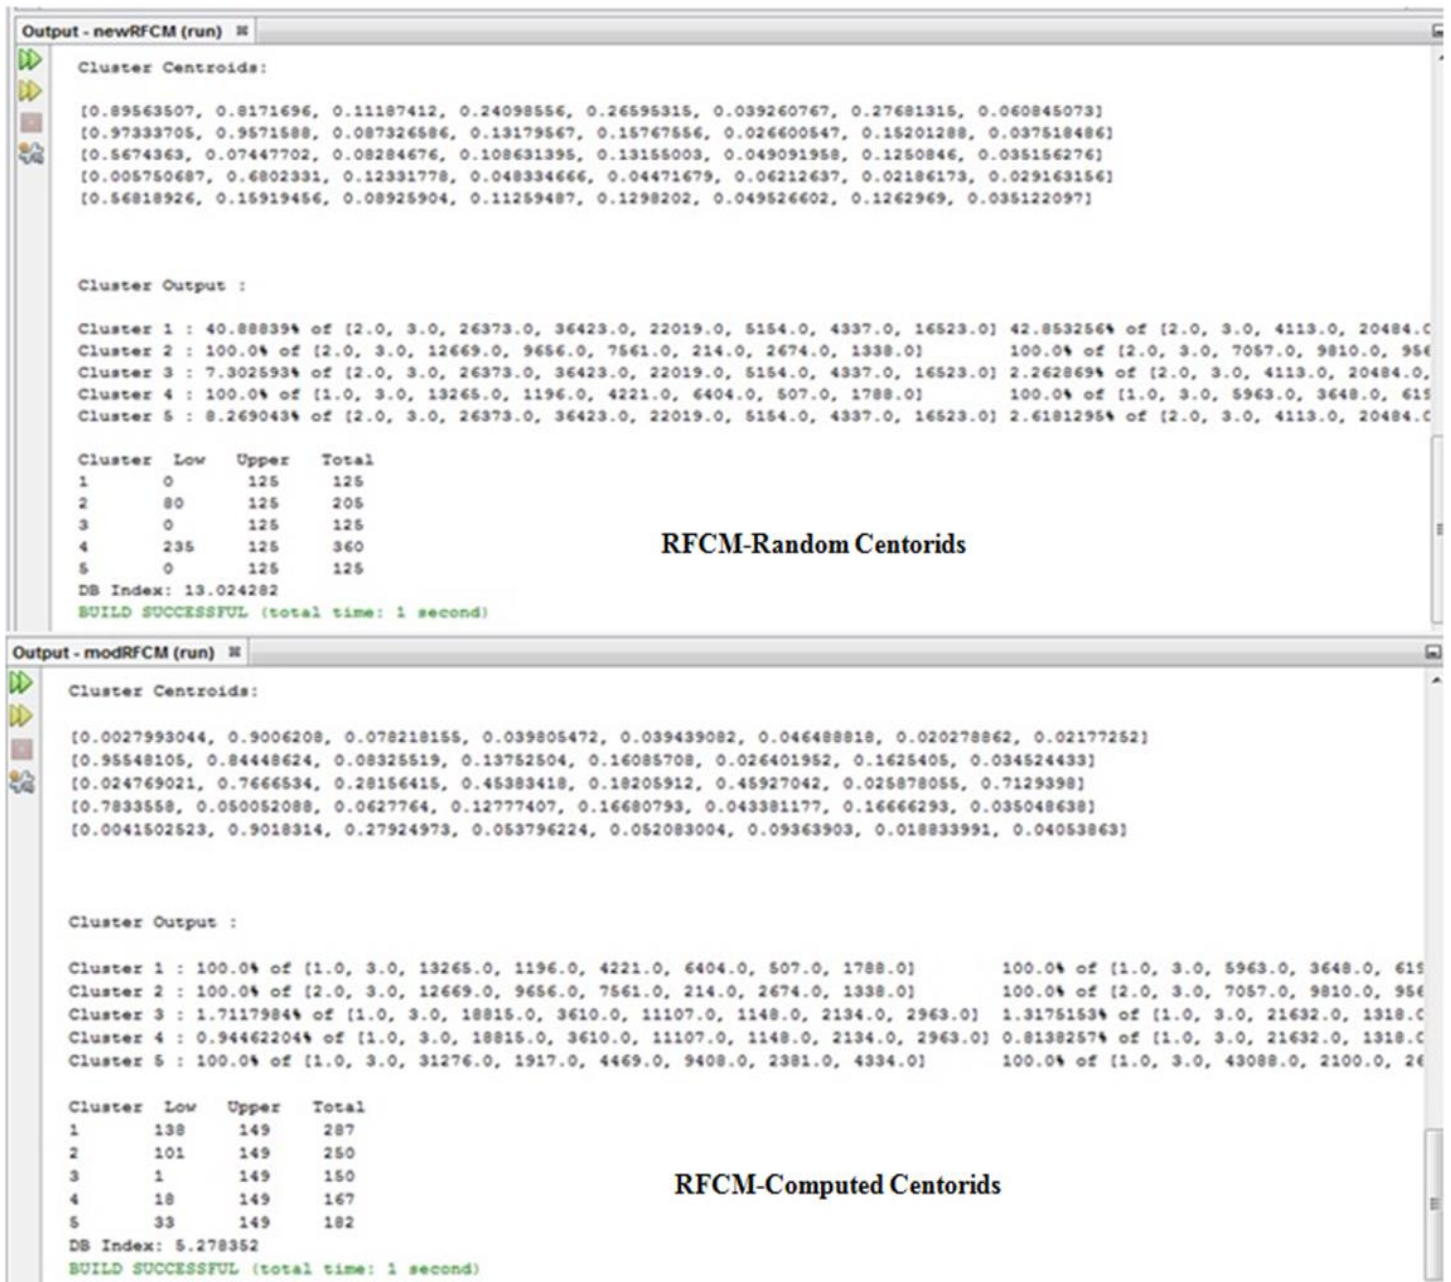 Output - newRFCM (run)
Cluster Centroids:
[0.89563507, 0.8171696, 0.11187412, 0.24098556, 0.26595315, 0.039260767, 0.27681315, 0.060845073]
[0.97333705, 0.9571588, 0.087326586, 0.13179567, 0.15767556, 0.026600547, 0.15201288, 0.037518486]
[0.5674363, 0.07447702, 0.08284676, 0.108631395, 0.13155003, 0.049091958, 0.1250846, 0.035156276]
[0.005750687, 0.6802331, 0.12331778, 0.048334666, 0.04471679, 0.06212637, 0.02186173, 0.029163156]
[0.56818926, 0.15919456, 0.08925904, 0.11259487, 0.1298202, 0.049526602, 0.1262969, 0.035122097]
Cluster Output :
Cluster 1 : 40.88839% of [2.0, 3.0, 26373.0, 36423.0, 22019.0, 5154.0, 4337.0, 16523.0] 42.853256% of [2.0, 3.0, 4113.0, 20484.0
Cluster 2 : 100.0% of [2.0, 3.0, 12669.0, 9656.0, 7561.0, 214.0, 2674.0, 1338.0] 100.0% of [2.0, 3.0, 7057.0, 9810.0, 956
Cluster 3 : 7.302593% of [2.0, 3.0, 26373.0, 36423.0, 22019.0, 5154.0, 4337.0, 16523.0] 2.262869% of [2.0, 3.0, 4113.0, 20484.0,
Cluster 4 : 100.0% of [1.0, 3.0, 13265.0, 1196.0, 4221.0, 6404.0, 507.0, 1788.0] 100.0% of [1.0, 3.0, 5963.0, 3648.0, 619
Cluster 5 : 8.269043% of [2.0, 3.0, 26373.0, 36423.0, 22019.0, 5154.0, 4337.0, 16523.0] 2.6181295% of [2.0, 3.0, 4113.0, 20484.0
Cluster Low Upper Total
1 0 125 125
2 80 125 205
3 0 125 125
4 235 125 360
5 0 125 125
RFCM-Random Centorids
DB Index: 13.024282
BUILD SUCCESSFUL (total time: 1 second)
Output - modRFCM (run)
Cluster Centroids:
[0.0027993044, 0.9006208, 0.078218155, 0.039805472, 0.039439082, 0.046488818, 0.020278862, 0.02177252]
[0.95548105, 0.84448624, 0.08325519, 0.13752504, 0.16085708, 0.026401952, 0.1625405, 0.034524433]
[0.024769021, 0.7666534, 0.28156415, 0.45383418, 0.18205912, 0.45927042, 0.025878055, 0.7129398]
[0.7833558, 0.050052088, 0.0627764, 0.12777407, 0.16680793, 0.043381177, 0.16666293, 0.035048638]
[0.0041502523, 0.9018314, 0.27924973, 0.053796224, 0.052083004, 0.09363903, 0.018833991, 0.04053863]
Cluster Output :
Cluster 1 : 100.0% of [1.0, 3.0, 13265.0, 1196.0, 4221.0, 6404.0, 507.0, 1788.0] 100.0% of [1.0, 3.0, 5963.0, 3648.0, 619
Cluster 2 : 100.0% of [2.0, 3.0, 12669.0, 9656.0, 7561.0, 214.0, 2674.0, 1338.0] 100.0% of [2.0, 3.0, 7057.0, 9810.0, 956
Cluster 3 : 1.7117984% of [1.0, 3.0, 18815.0, 3610.0, 11107.0, 1148.0, 2134.0, 2963.0] 1.3175153% of [1.0, 3.0, 21632.0, 1318.0
Cluster 4 : 0.94462204% of [1.0, 3.0, 18815.0, 3610.0, 11107.0, 1148.0, 2134.0, 2963.0] 0.8138257% of [1.0, 3.0, 21632.0, 1318.0
Cluster 5 : 100.0% of [1.0, 3.0, 31276.0, 1917.0, 4469.0, 9408.0, 2381.0, 4334.0] 100.0% of [1.0, 3.0, 43088.0, 2100.0, 26
Cluster Low Upper Total
1 138 149 287
2 101 149 250
3 1 149 150
4 18 149 167
5 33 149 182
RFCM-Computed Centorids
DB Index: 5.278352
BUILD SUCCESSFUL (total time: 1 second)